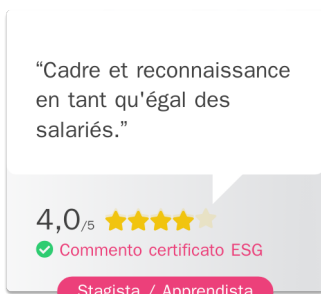 “Cadre et reconnaissance
en tant qu'égal des
salariés.”
4,0/5
Commento certificato ESG
Stagista / Apprendista